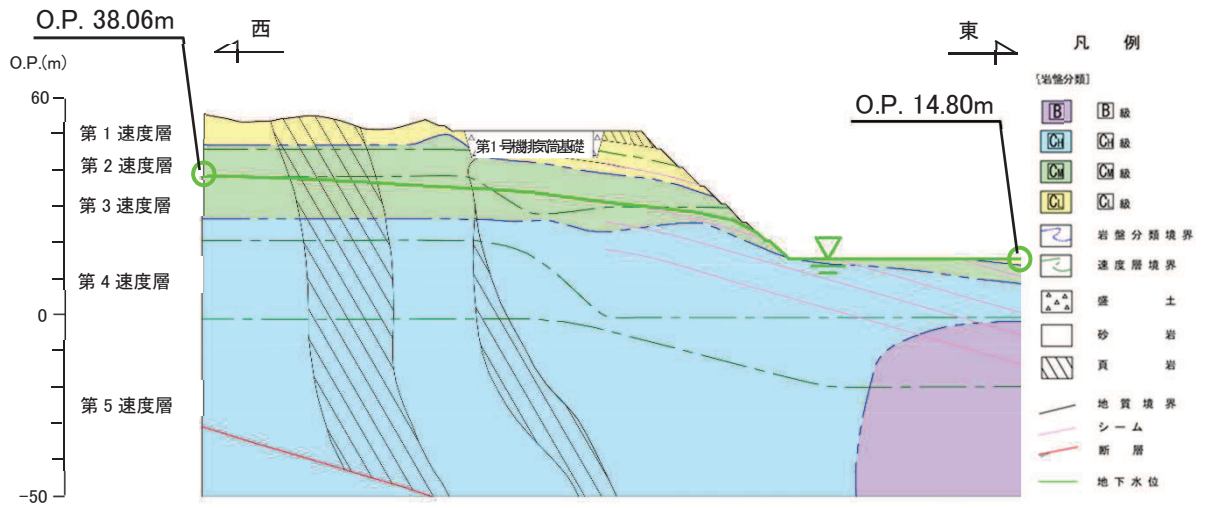 O.P. 38.06m
西
東
凡 例
O.P.(m)
[岩盤分類]
60
O.P. 14.80m
B B 級
第1速度層
CH CH 級
第1号機排気筒基礎
第2速度層
CM CM 級
第3速度層
CL CL 級
岩盤分類境界
速度層境界
第4速度層
盛 土
0
砂 岩
頁 岩
第5速度層
地質境界
シーム
断 層
地下水位
-50